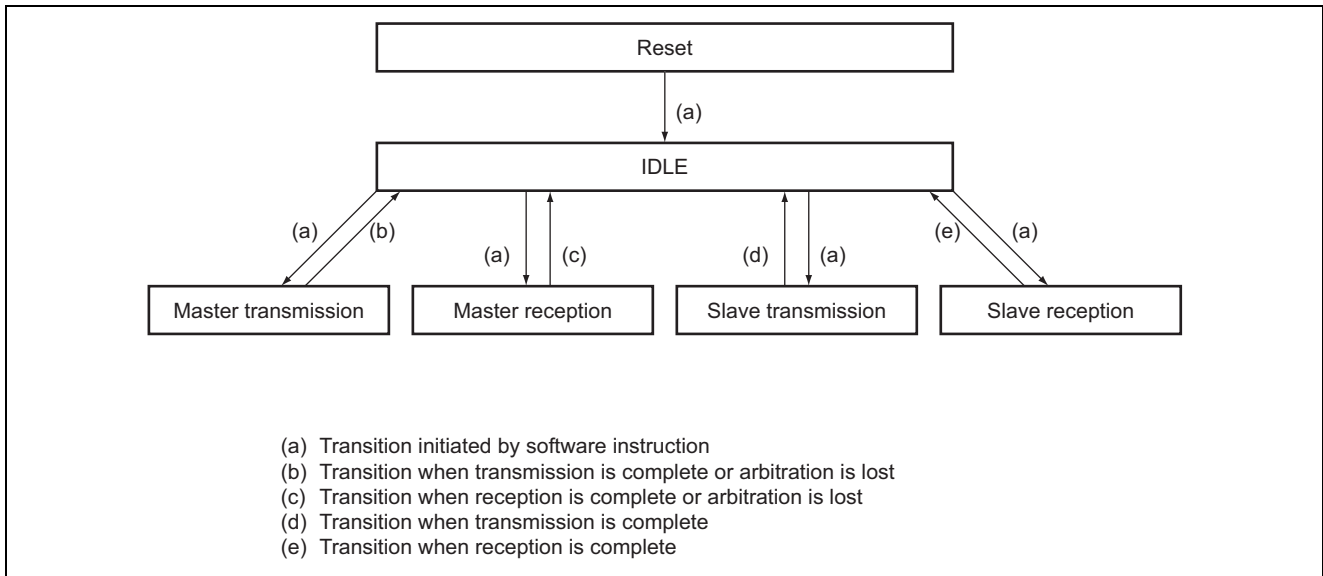 Reset
(a)
IDLE
(a)
(b)
(a)
(c)
(d)
(a)
(e)
(a)
Master transmission
Master reception
Slave transmission
Slave reception
(a) Transition initiated by software instruction
(b) Transition when transmission is complete or arbitration is lost
(c) Transition when reception is complete or arbitration is lost
(d) Transition when transmission is complete
(e) Transition when reception is complete